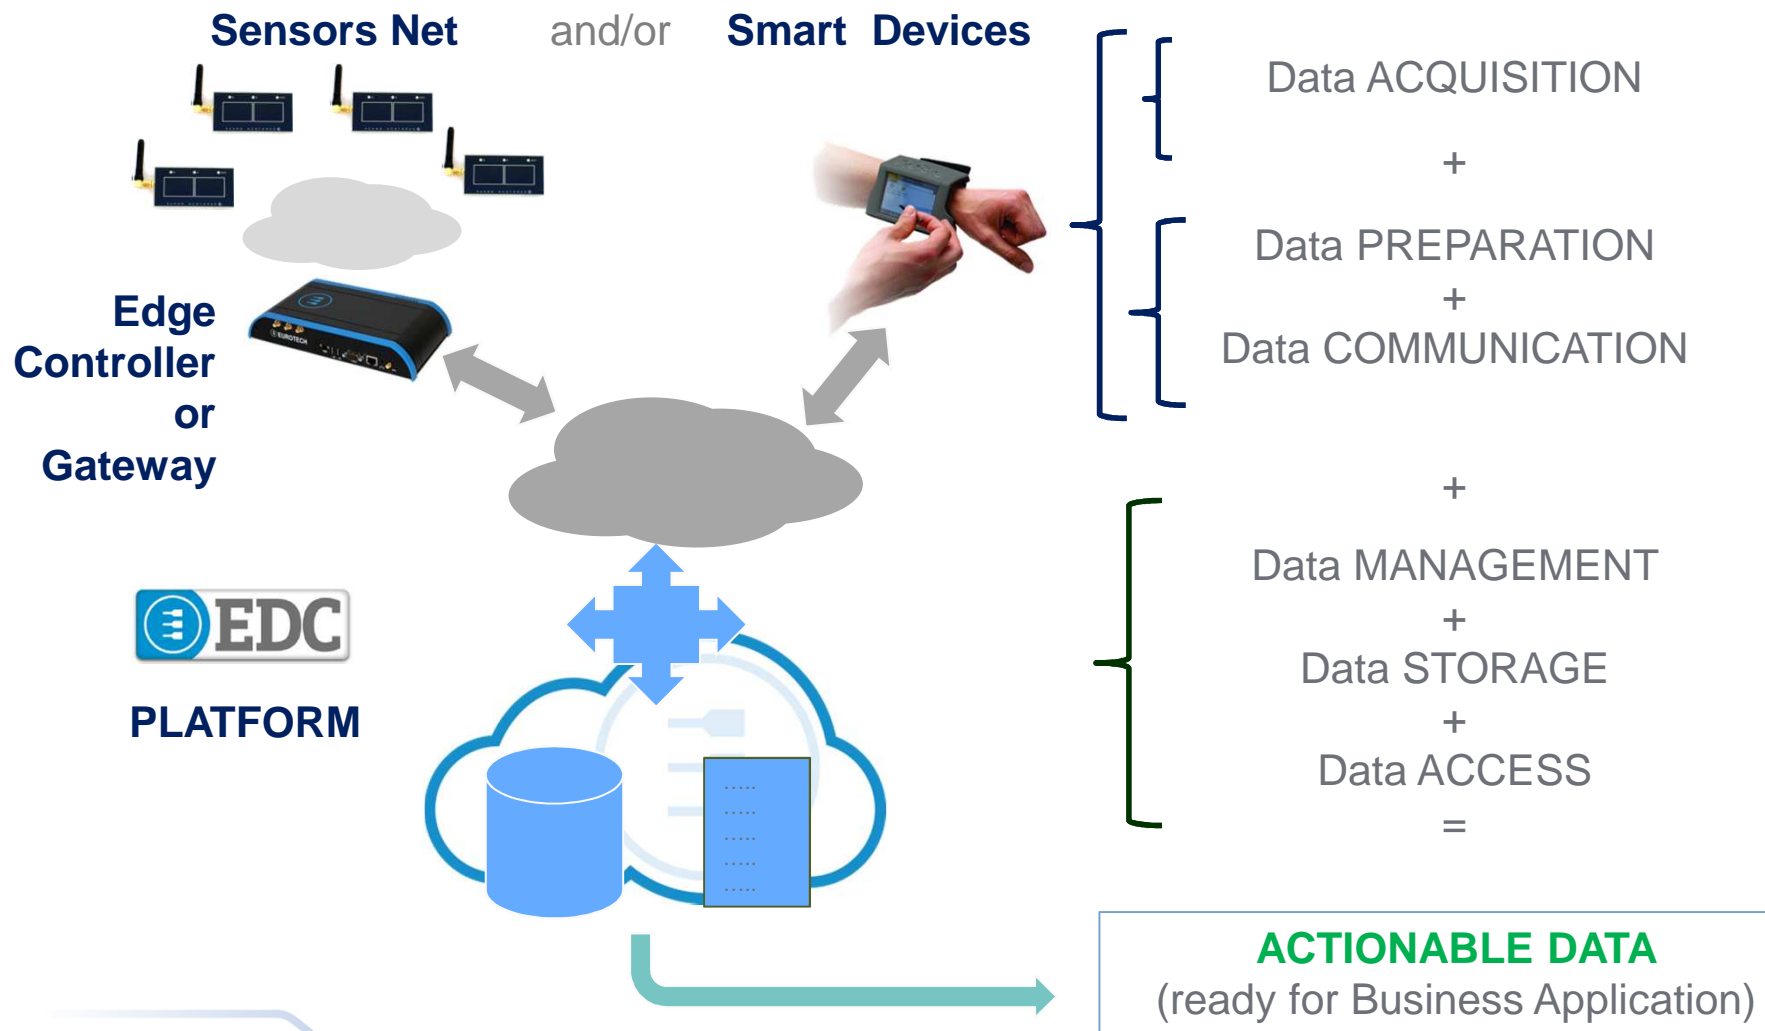 Sensors Net and/or Smart Devices
Data ACQUISITION
+
Data PREPARATION
+
Data COMMUNICATION
Edge
Controller
or
Gateway
EUROTECH
+
Data MANAGEMENT
+
Data STORAGE
+
Data ACCESS
=
EDC
PLATFORM
.....
.....
.....
.....
.....
ACTIONABLE DATA
(ready for Business Application)